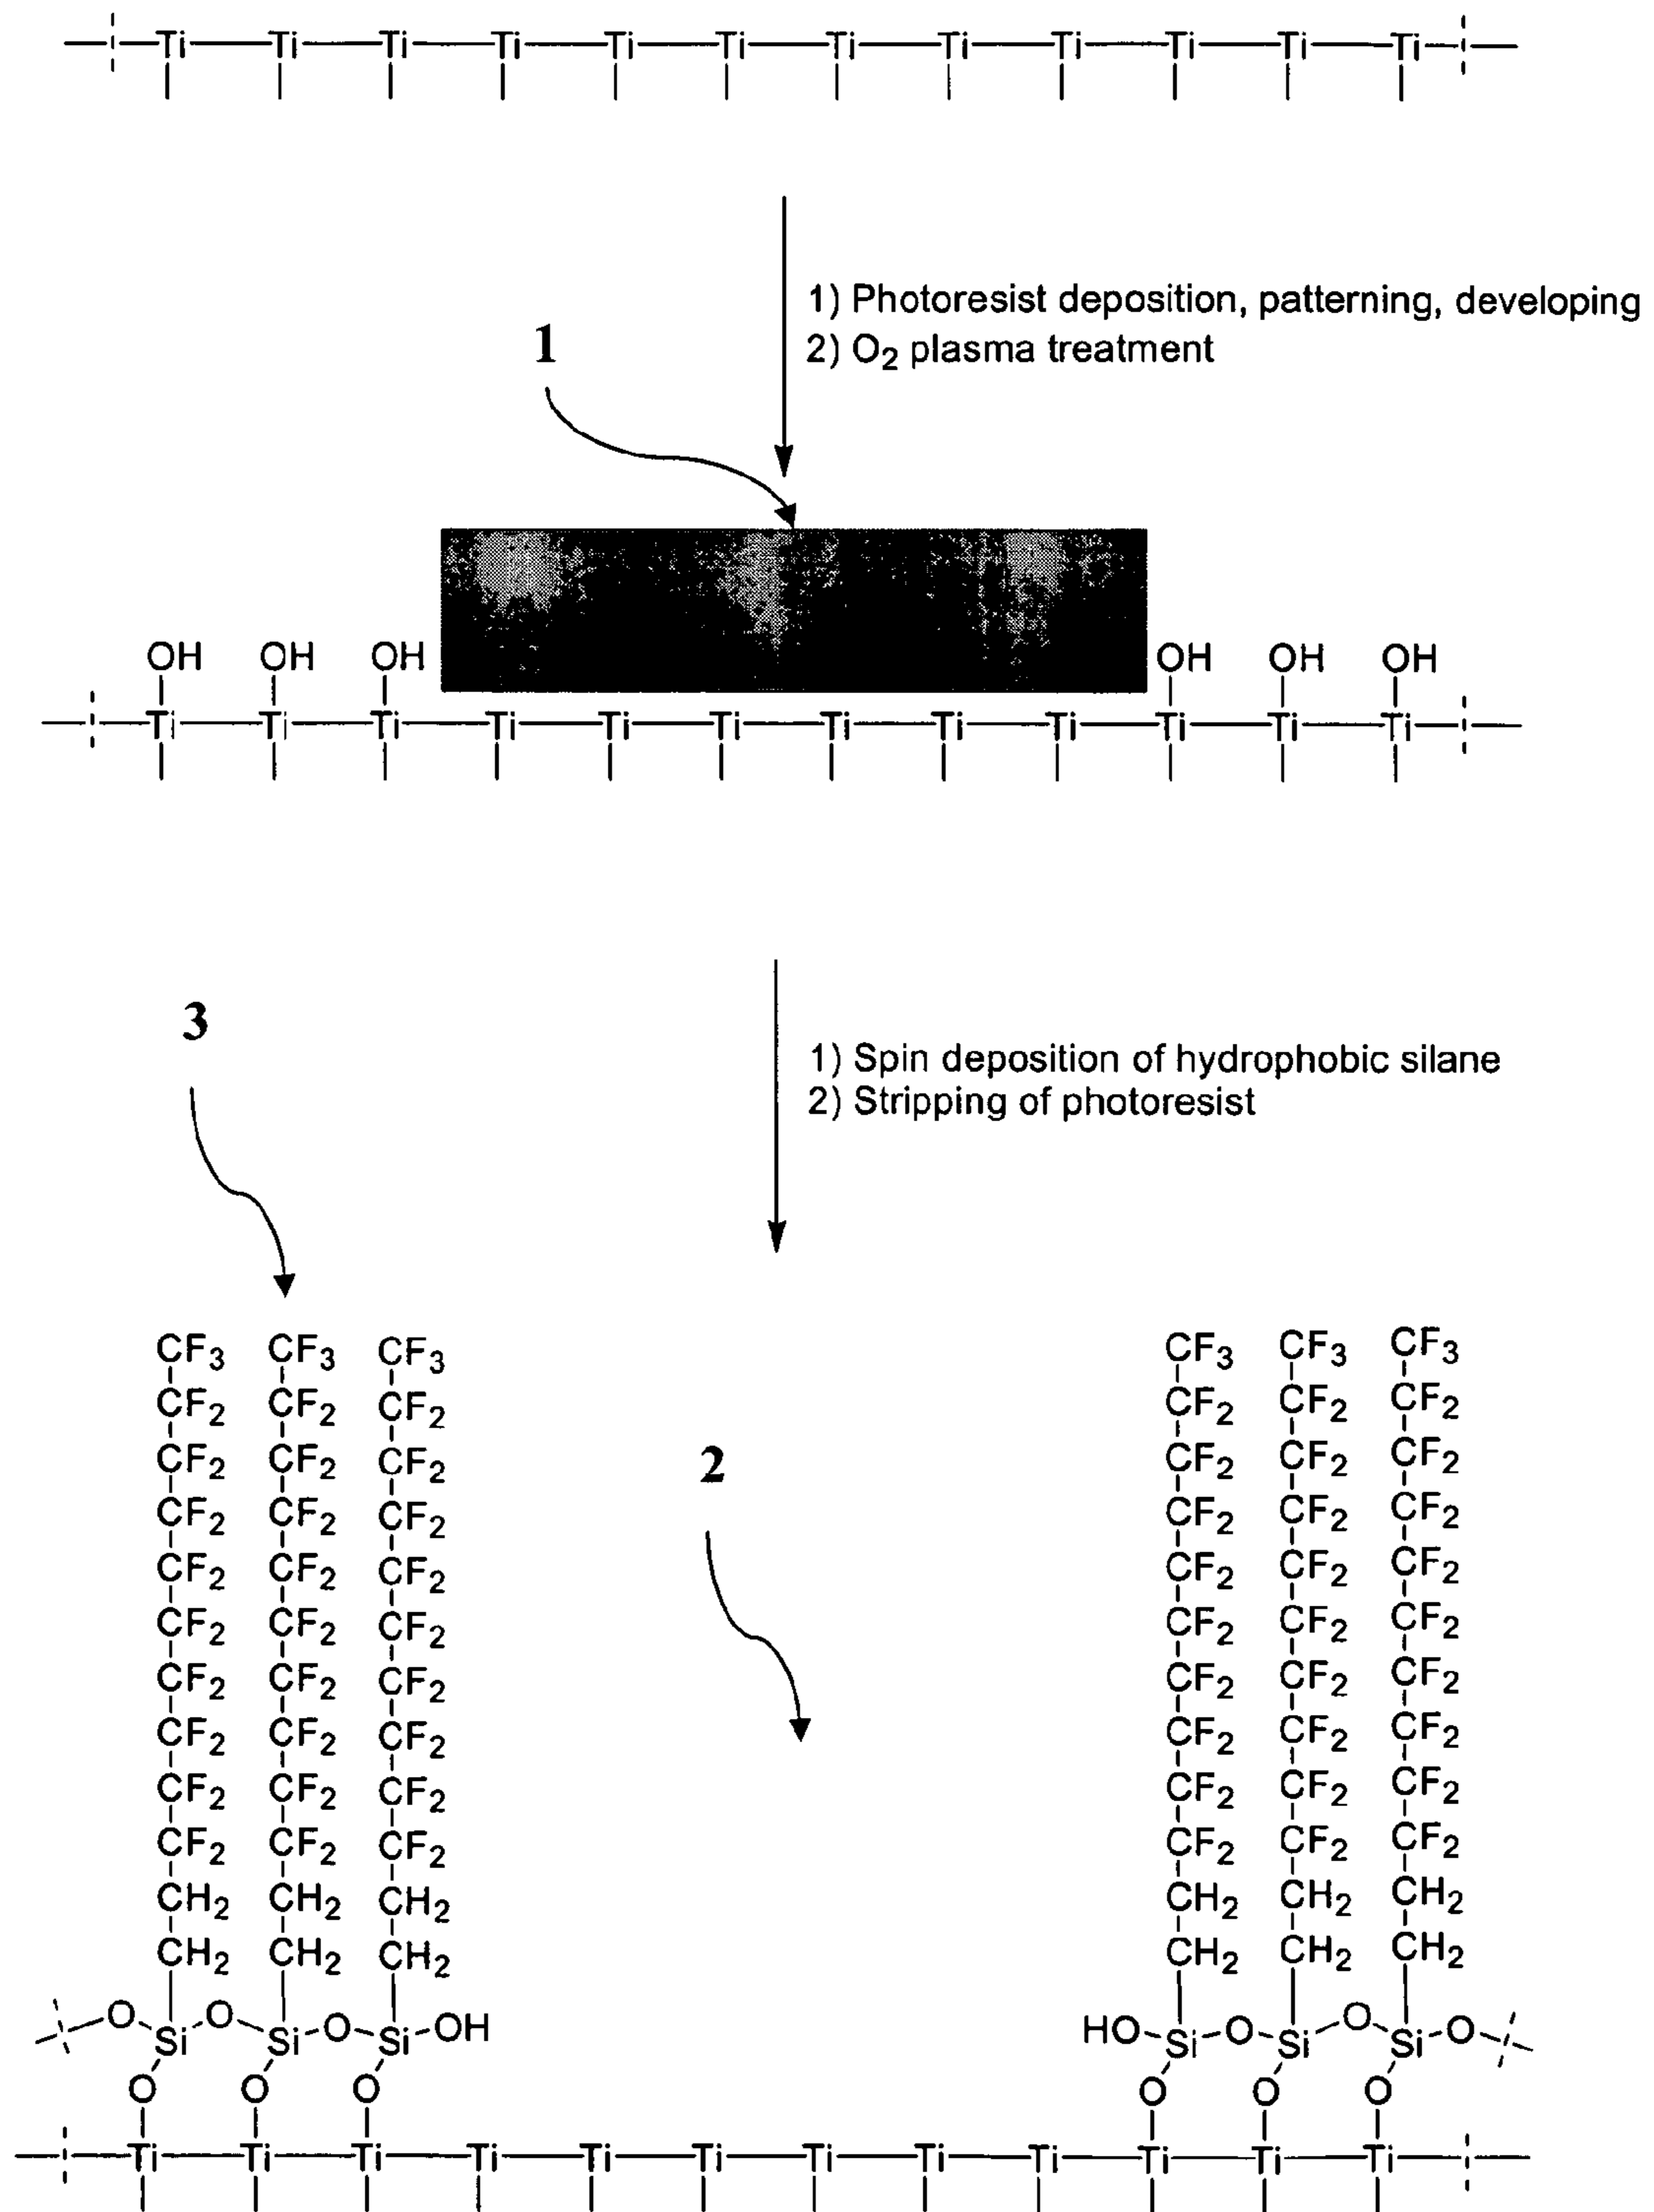 Ti Ti Ti Ti Ti Ti Ti Ti Ti Ti Ti Ti
1) Photoresist deposition, patterning, developing
1
2) O₂ plasma treatment
OH OH OH OH OH OH
Ti Ti Ti Ti Ti Ti Ti Ti Ti Ti Ti Ti
3
1) Spin deposition of hydrophobic silane
2) Stripping of photoresist
CF₃ CF₃ CF₃ CF₃ CF₃ CF₃
CF₂ CF₂ CF₂ CF₂ CF₂ CF₂
CF₂ CF₂ CF₂ CF₂ CF₂ CF₂
2
CF₂ CF₂ CF₂ CF₂ CF₂ CF₂
CF₂ CF₂ CF₂ CF₂ CF₂ CF₂
CF₂ CF₂ CF₂ CF₂ CF₂ CF₂
CF₂ CF₂ CF₂ CF₂ CF₂ CF₂
CF₂ CF₂ CF₂ CF₂ CF₂ CF₂
CF₂ CF₂ CF₂ CF₂ CF₂ CF₂
CF₂ CF₂ CF₂ CF₂ CF₂ CF₂
CH₂ CH₂ CH₂ CH₂ CH₂ CH₂
CH₂ CH₂ CH₂ CH₂ CH₂ CH₂
O Si O Si O Si OH HO Si O Si O Si O
O O O O O O
Ti Ti Ti Ti Ti Ti Ti Ti Ti Ti Ti Ti